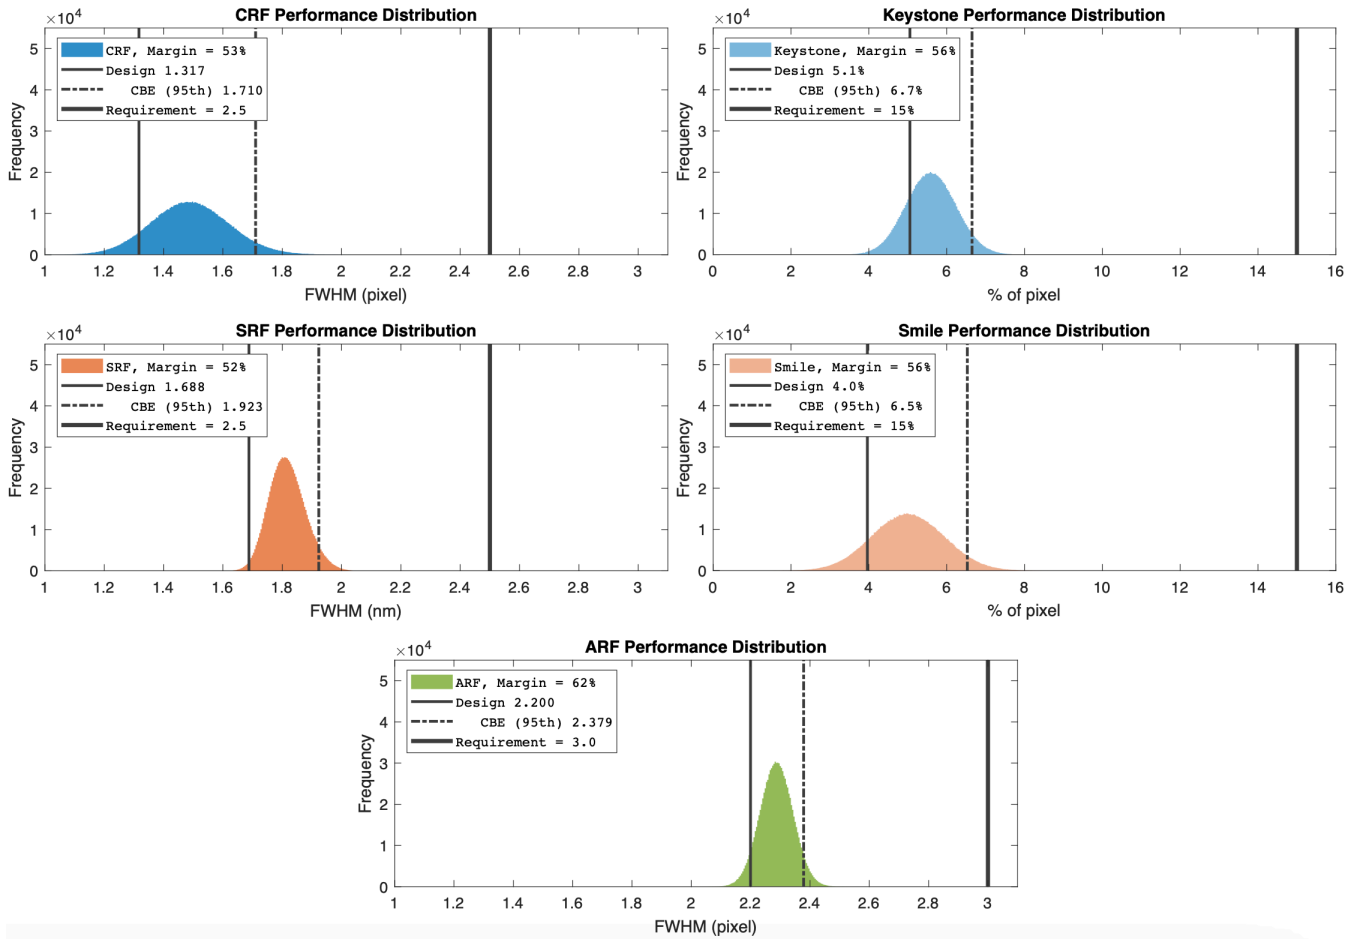 CRF Performance Distribution
×10⁴
CRF, Margin = 53%
Design 1.317
CBE (95th) 1.710
Requirement = 2.5
Frequency
5
4
3
2
1
0
1 1.2 1.4 1.6 1.8 2 2.2 2.4 2.6 2.8 3
FWHM (pixel)
Keystone Performance Distribution
×10⁴
Keystone, Margin = 56%
Design 5.1%
CBE (95th) 6.7%
Requirement = 15%
Frequency
5
4
3
2
1
0
0 2 4 6 8 10 12 14 16
% of pixel
SRF Performance Distribution
×10⁴
SRF, Margin = 52%
Design 1.688
CBE (95th) 1.923
Requirement = 2.5
Frequency
5
4
3
2
1
0
1 1.2 1.4 1.6 1.8 2 2.2 2.4 2.6 2.8 3
FWHM (nm)
Smile Performance Distribution
×10⁴
Smile, Margin = 56%
Design 4.0%
CBE (95th) 6.5%
Requirement = 15%
Frequency
5
4
3
2
1
0
0 2 4 6 8 10 12 14 16
% of pixel
ARF Performance Distribution
×10⁴
ARF, Margin = 62%
Design 2.200
CBE (95th) 2.379
Requirement = 3.0
Frequency
5
4
3
2
1
0
1 1.2 1.4 1.6 1.8 2 2.2 2.4 2.6 2.8 3
FWHM (pixel)